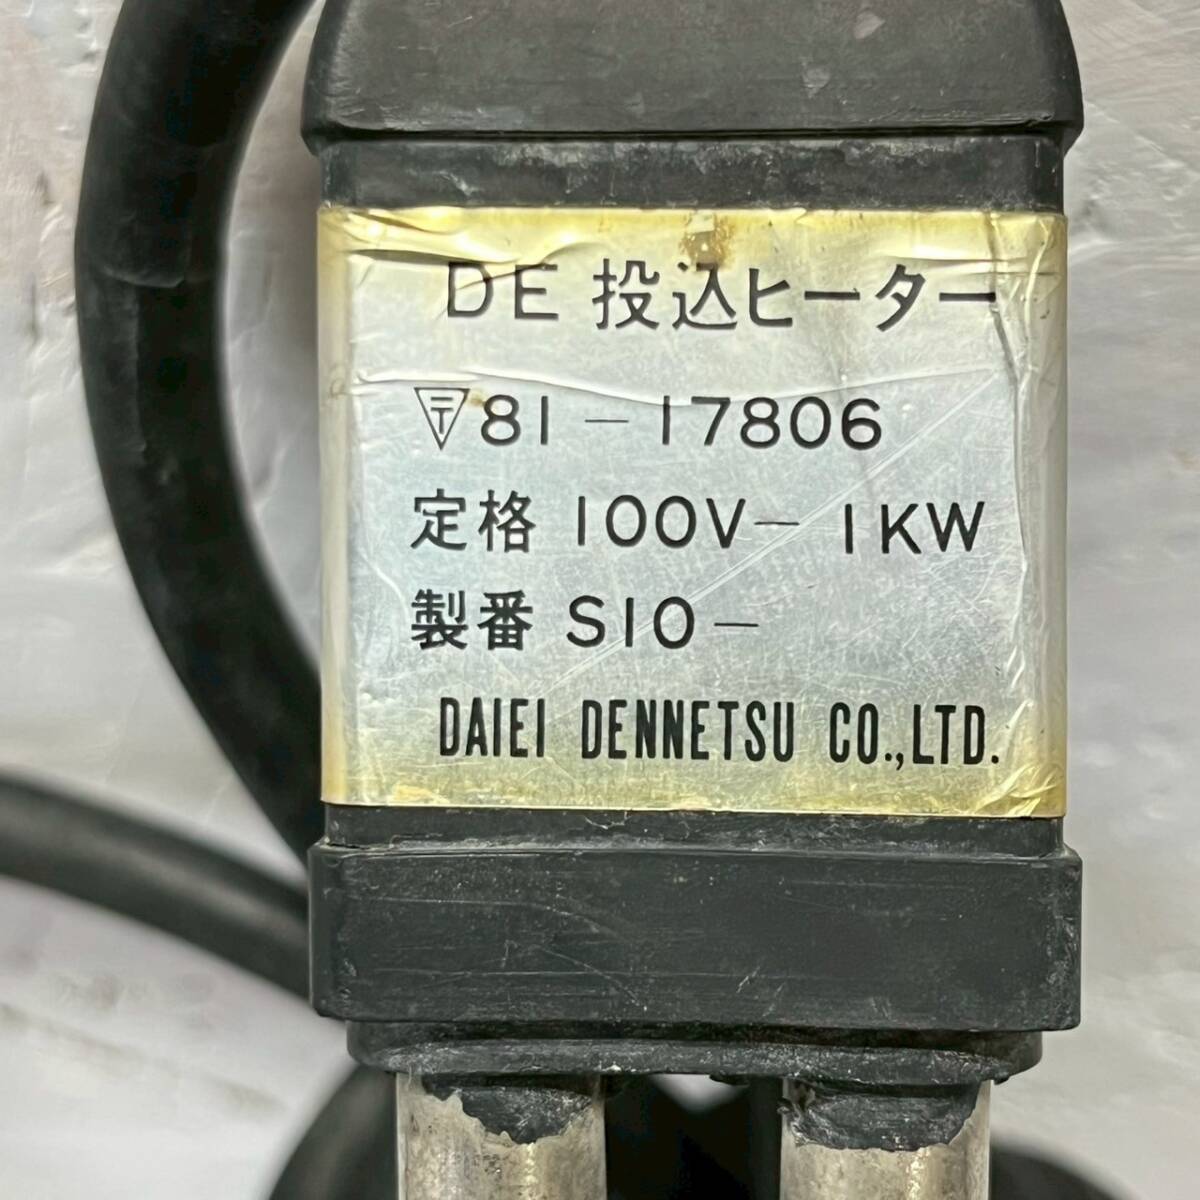 DE 投込ヒーター
〒81-17806
定格 100V- 1KW
製番 S10-
DAIEI DENNETSU CO.,LTD.